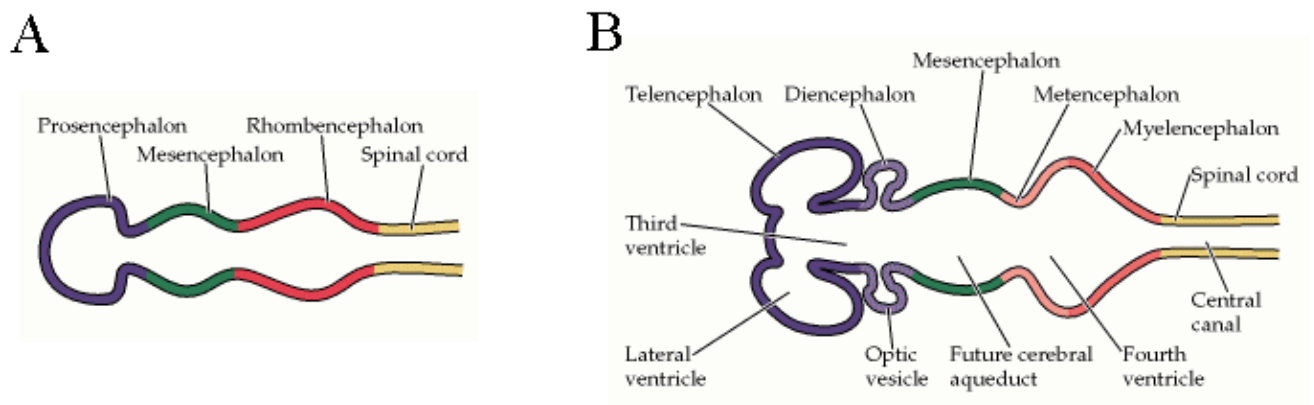 A
Prosencephalon
Rhombencephalon
Mesencephalon
Spinal cord
B
Mesencephalon
Telencephalon
Diencephalon
Metencephalon
Myelencephalon
Spinal cord
Third
ventricle
Central
canal
Lateral
ventricle
Optic
vesicle
Future cerebral
aqueduct
Fourth
ventricle